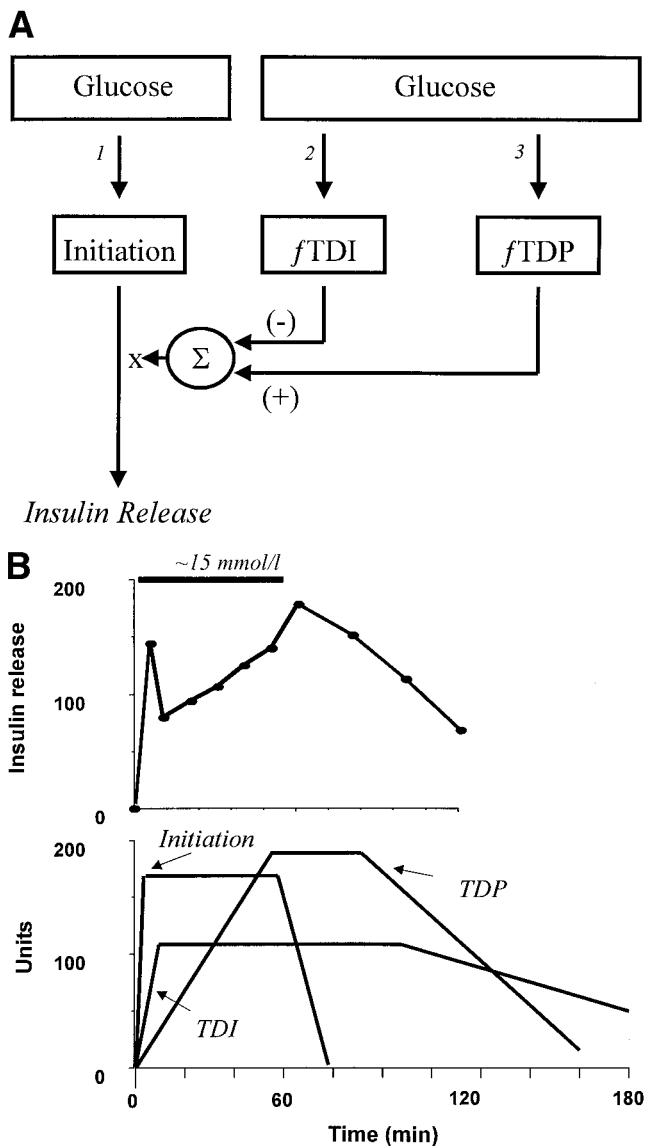 A
Glucose Glucose
1 2 3
Initiation fTDI fTDP
(-)
x Σ
(+)
Insulin Release
B
~15 mmol/l
200
100
0
Insulin release
200
100
0
Units
Initiation
TDP
TDI
0 60 120 180
Time (min)